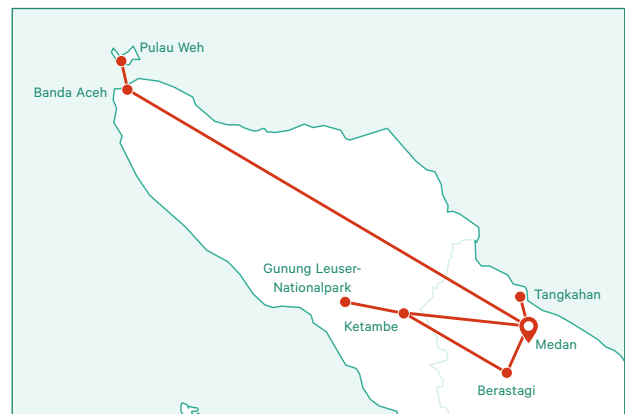 Pulau Weh
Banda Aceh
Gunung Leuser-
Nationalpark
Tangkahan
Ketambe
Medan
Berastagi